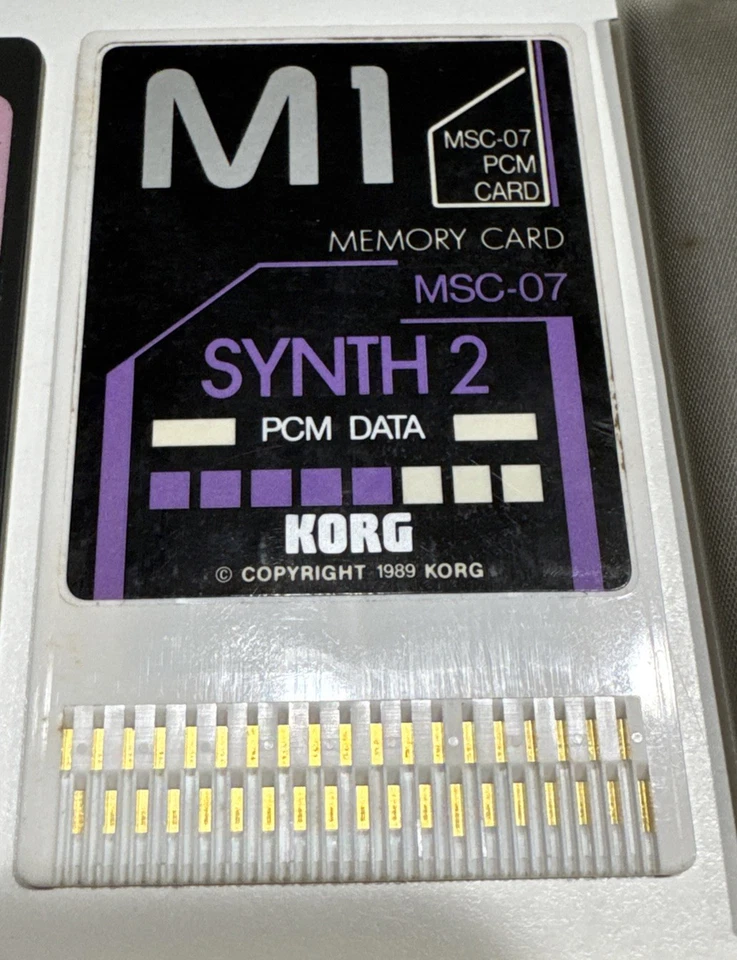 M1
MSC-07
PCM
CARD
MEMORY CARD
MSC-07
SYNTH 2
PCM DATA
KORG
© COPYRIGHT 1989 KORG